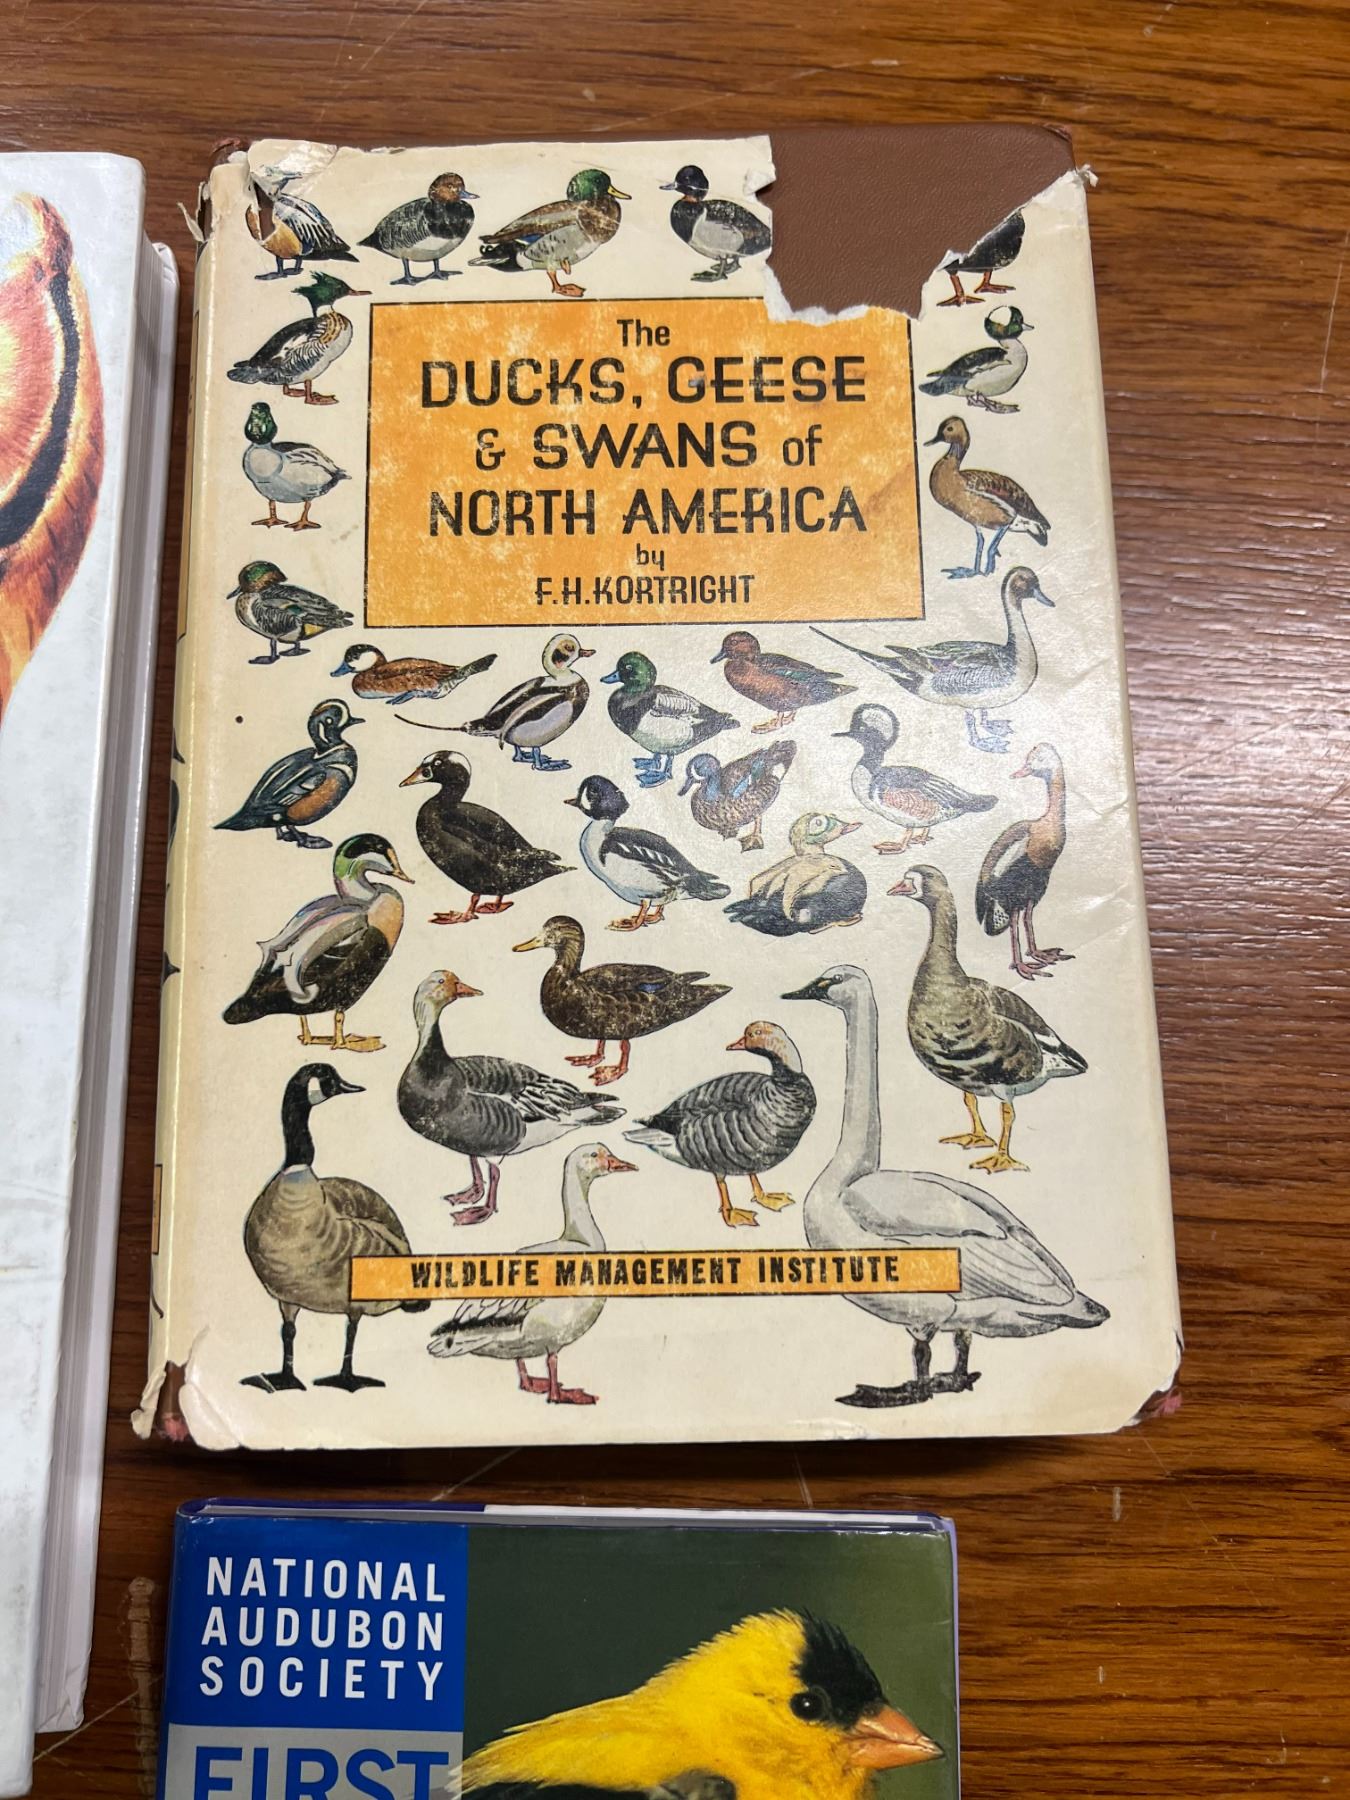 The
DUCKS, GEESE
& SWANS of
NORTH AMERICA
by
F.H.KORTRIGHT
WILDLIFE MANAGEMENT INSTITUTE
NATIONAL
AUDUBON
SOCIETY
FIRST